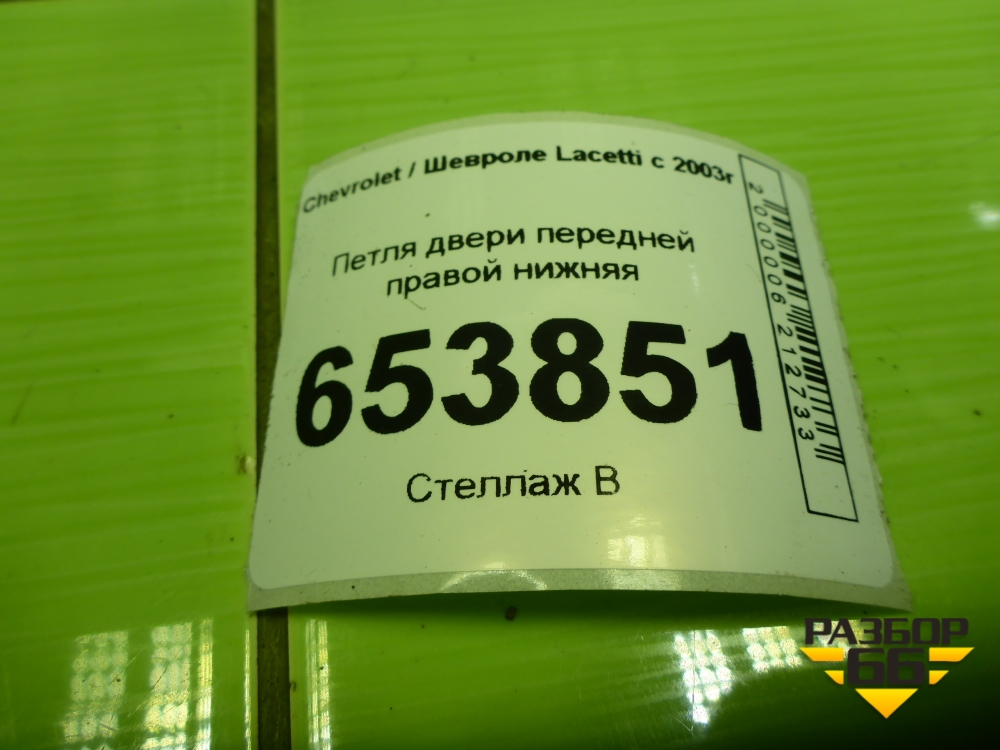 Chevrolet / Шевроле Lacetti с 2003г
Петля двери передней
правой нижняя
653851
Стеллаж В
2000006212733
РАЗБОР
66